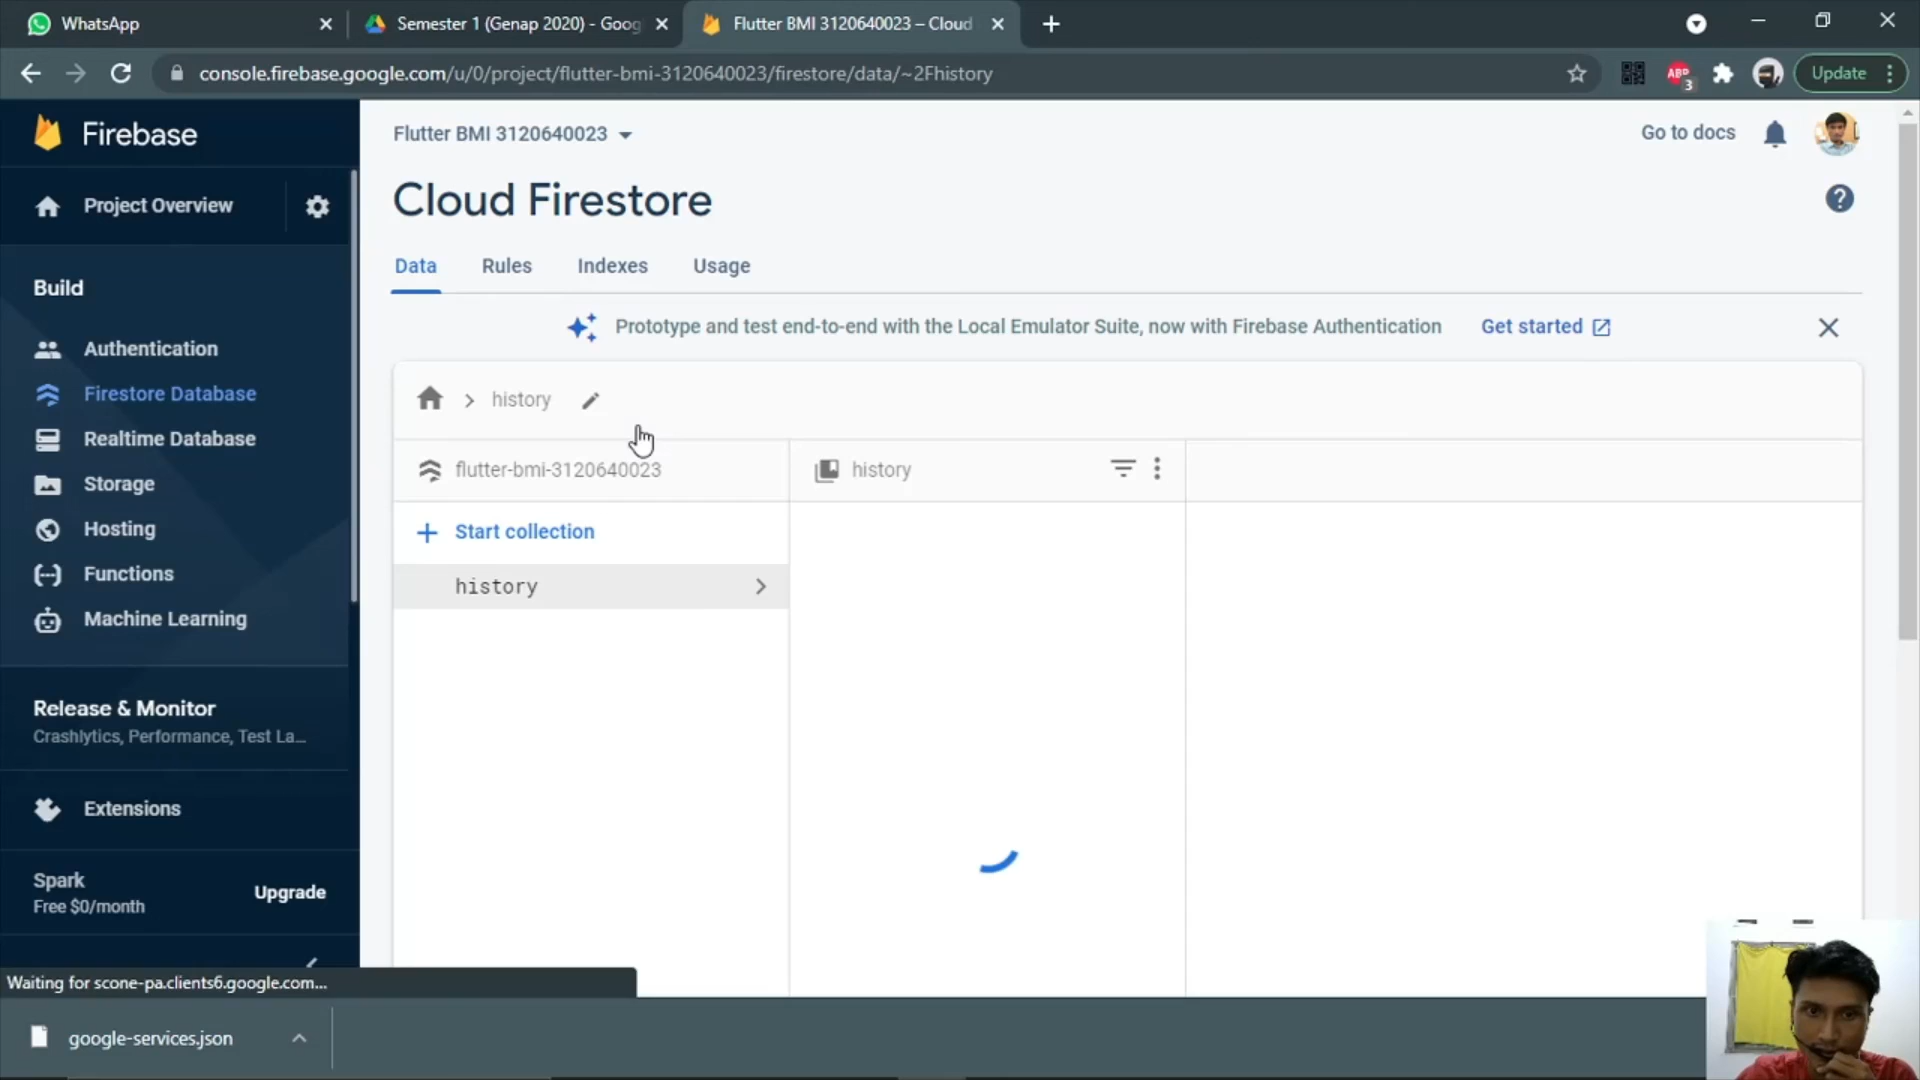 WhatsApp
Semester 1 (Genap 2020) - Goog
Flutter BMI 3120640023 – Cloud
console.firebase.google.com/u/0/project/flutter-bmi-3120640023/firestore/data/~2Fhistory
ABP
3
Update
Firebase
Flutter BMI 3120640023
Go to docs
Project Overview
Cloud Firestore
Data Rules Indexes Usage
Build
Prototype and test end-to-end with the Local Emulator Suite, now with Firebase Authentication Get started
Authentication
Firestore Database
Realtime Database
Storage
Hosting
Functions
Machine Learning
history
flutter-bmi-3120640023
history
Start collection
history
Release & Monitor
Crashlytics, Performance, Test La...
Extensions
Spark
Free $0/month
Upgrade
Waiting for scone-pa.clients6.google.com...
google-services.json